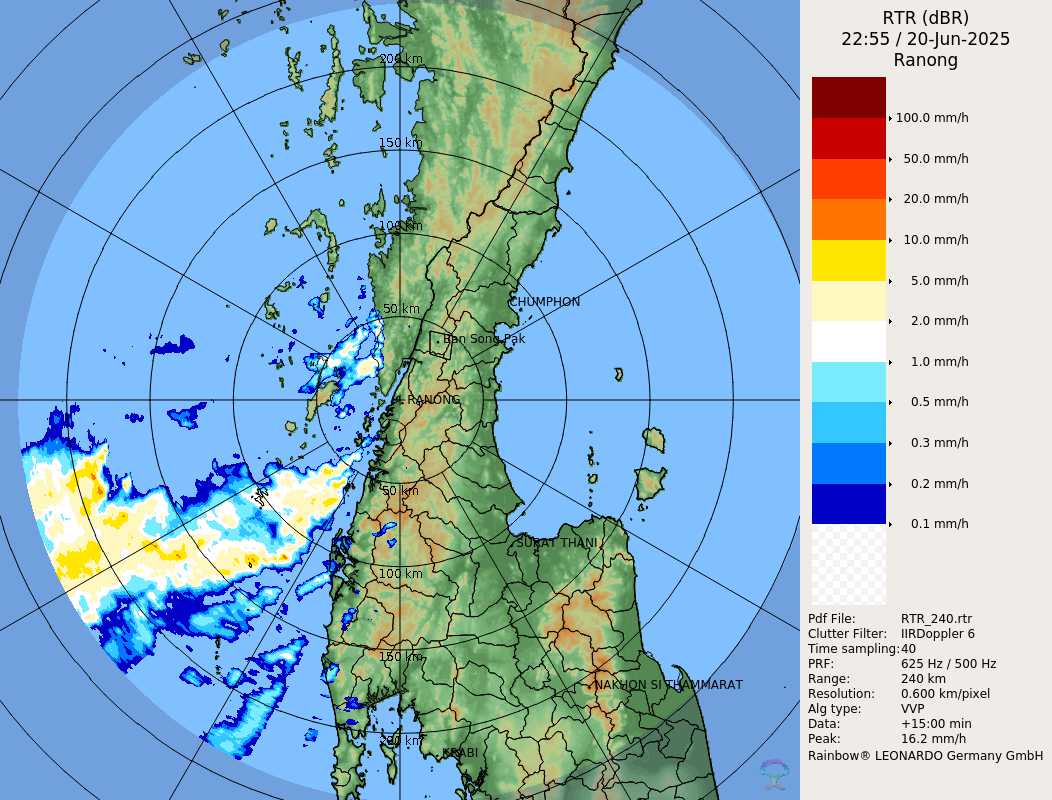 RTR (dBR)
22:55 / 20-Jun-2025
Ranong
200 km
150 km
100 km
50 km
CHUMPHON
Ban Song Pak
RANONG
50 km
SURAT THANI
100 km
150 km
NAKHON SI THAMMARAT
200 km
KRABI
100.0 mm/h
50.0 mm/h
20.0 mm/h
10.0 mm/h
5.0 mm/h
2.0 mm/h
1.0 mm/h
0.5 mm/h
0.3 mm/h
0.2 mm/h
0.1 mm/h
Pdf File: RTR_240.rtr
Clutter Filter: IIRDoppler 6
Time sampling: 40
PRF: 625 Hz / 500 Hz
Range: 240 km
Resolution: 0.600 km/pixel
Alg type: VVP
Data: +15:00 min
Peak: 16.2 mm/h
Rainbow® LEONARDO Germany GmbH